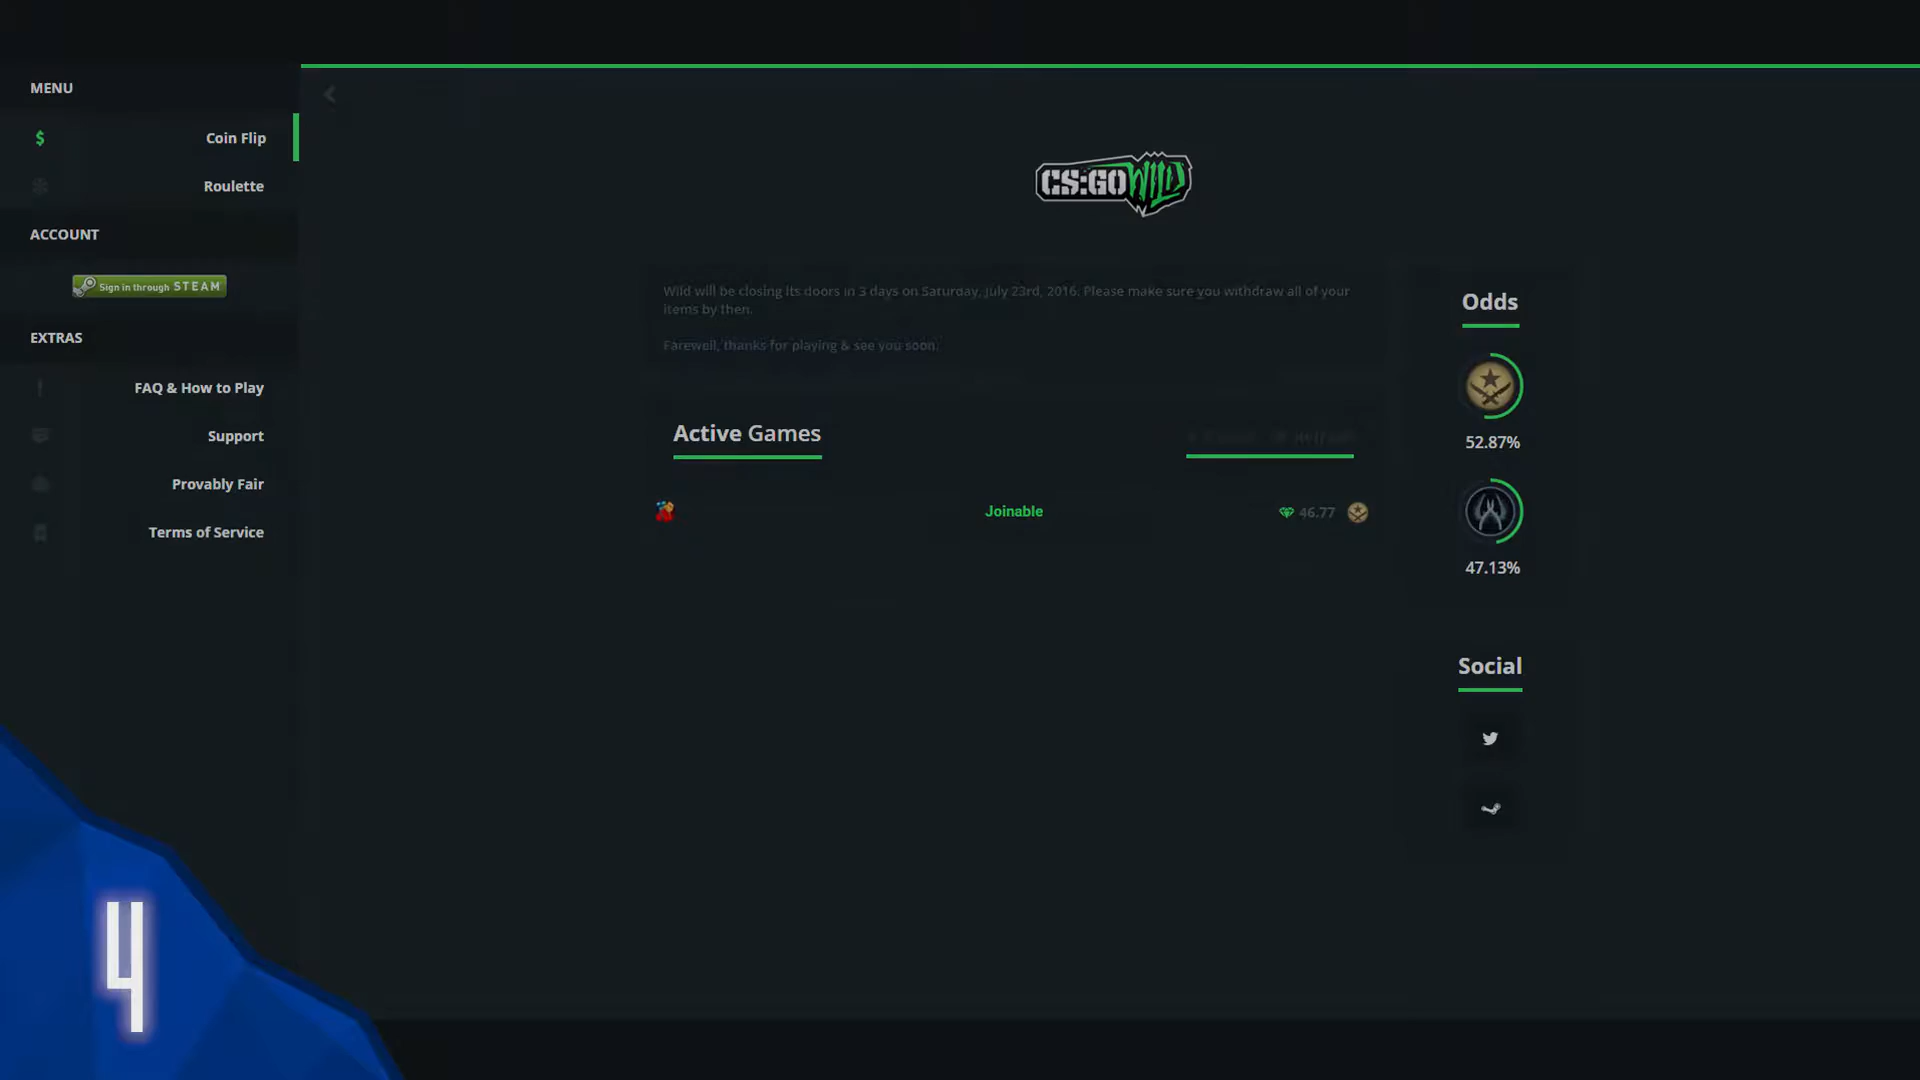 MENU
Coin Flip
Roulette
ACCOUNT
Sign in through STEAM
EXTRAS
FAQ & How to Play
Support
Provably Fair
Terms of Service
CS:GO WILD
Wild will be closing its doors in 3 days on Saturday, July 23rd, 2016. Please make sure you withdraw all of your
items by then.
Farewell, thanks for playing & see you soon.
Active Games
Refresh
Joinable
46.77
Odds
52.87%
47.13%
Social
4